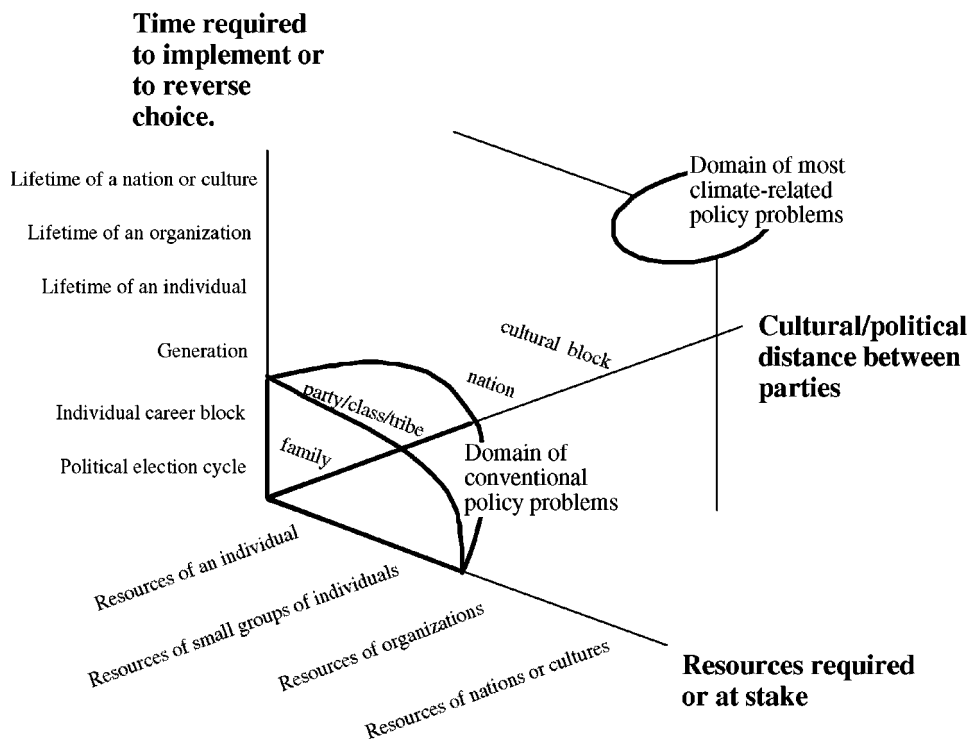 Time required
to implement or
to reverse
choice.
Lifetime of a nation or culture
Lifetime of an organization
Lifetime of an individual
Generation
Individual career block
Political election cycle
Domain of most
climate-related
policy problems
Cultural/political
distance between
parties
cultural block
nation
party/class/tribe
family
Domain of
conventional
policy problems
Resources of an individual
Resources of small groups of individuals
Resources of organizations
Resources of nations or cultures
Resources required
or at stake